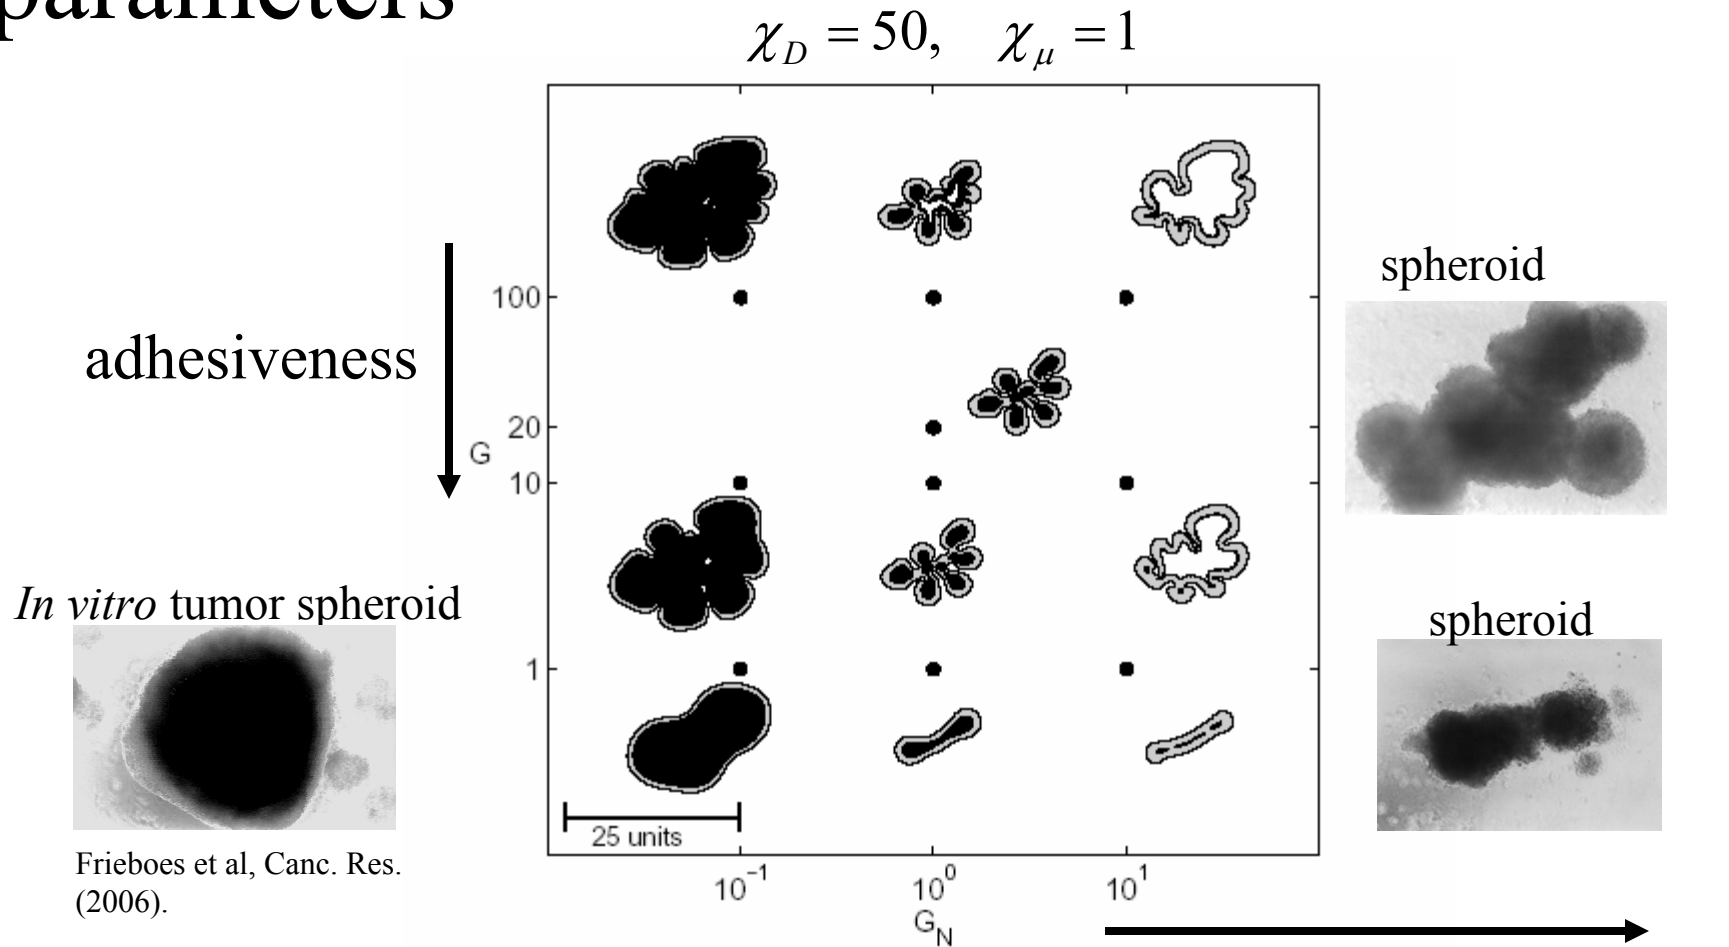 parameters
χ_D = 50, χ_μ = 1
spheroid
100
adhesiveness
20
G
10
In vitro tumor spheroid
spheroid
1
25 units
Frieboes et al, Canc. Res.
(2006).
10^-1 10^0 10^1
G_N